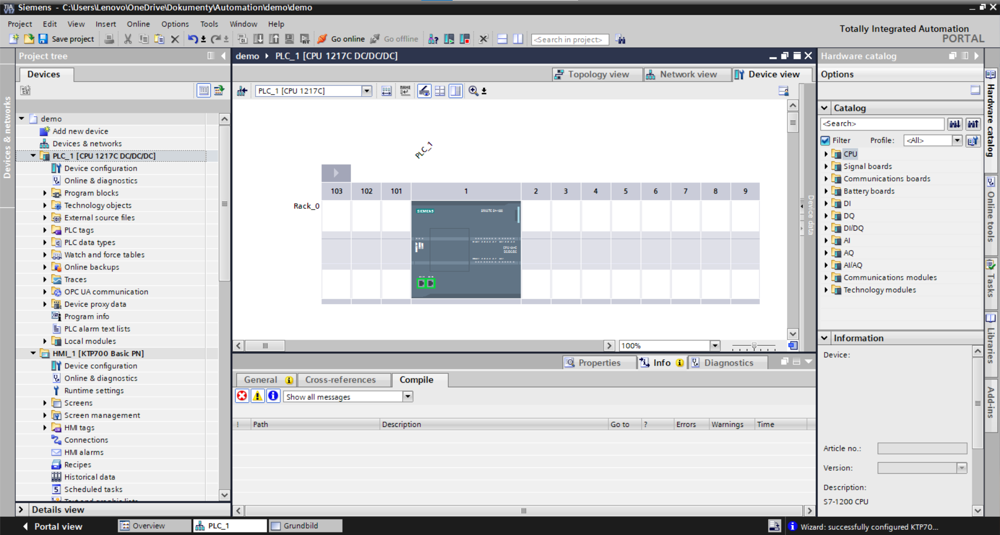 Siemens - C:\Users\Lenovo\OneDrive\Dokumenty\Automation\demo\demo
Project Edit View Insert Online Options Tools Window Help
Totally Integrated Automation
PORTAL
Save project
Go online
Go offline
<Search in project>
Project tree
demo
PLC_1 [CPU 1217C DC/DC/DC]
Hardware catalog
Devices
Topology view
Network view
Device view
Options
PLC_1 [CPU 1217C]
Devices & networks
demo
Add new device
Devices & networks
PLC_1 [CPU 1217C DC/DC/DC]
Device configuration
Online & diagnostics
Program blocks
Technology objects
External source files
PLC tags
PLC data types
Watch and force tables
Online backups
Traces
OPC UA communication
Device proxy data
Program info
PLC alarm text lists
Local modules
HMI_1 [KTP700 Basic PN]
Device configuration
Online & diagnostics
Runtime settings
Screens
Screen management
HMI tags
Connections
HMI alarms
Recipes
Historical data
Scheduled tasks
Details view
PLC_1
103 102 101 1 2 3 4 5 6 7 8 9
Rack_0
SIEMENS
SIMATIC S7-1200
CPU 1217C
DC/DC/DC
100%
Device data
Properties
Info
Diagnostics
General
Cross-references
Compile
Show all messages
! Path Description Go to ? Errors Warnings Time
Catalog
<Search>
Filter Profile: <All>
CPU
Signal boards
Communications boards
Battery boards
DI
DQ
DI/DQ
AI
AQ
AI/AQ
Communications modules
Technology modules
Information
Device:
Article no.:
Version:
Description:
S7-1200 CPU
Hardware catalog
Online tools
Tasks
Libraries
Add-ins
Portal view
Overview
PLC_1
Grundbild
Wizard: successfully configured KTP70...